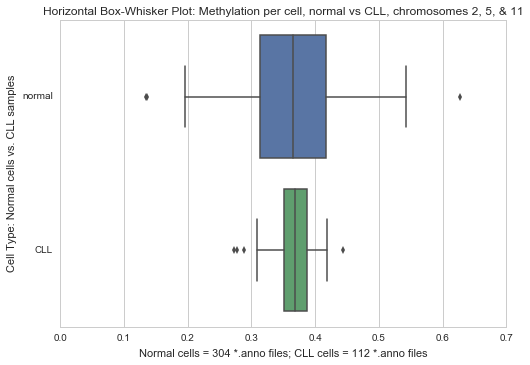 Horizontal Box-Whisker Plot: Methylation per cell, normal vs CLL, chromosomes 2, 5, & 11
Cell Type: Normal cells vs. CLL samples
normal
CLL
0.0 0.1 0.2 0.3 0.4 0.5 0.6 0.7
Normal cells = 304 *.anno files; CLL cells = 112 *.anno files